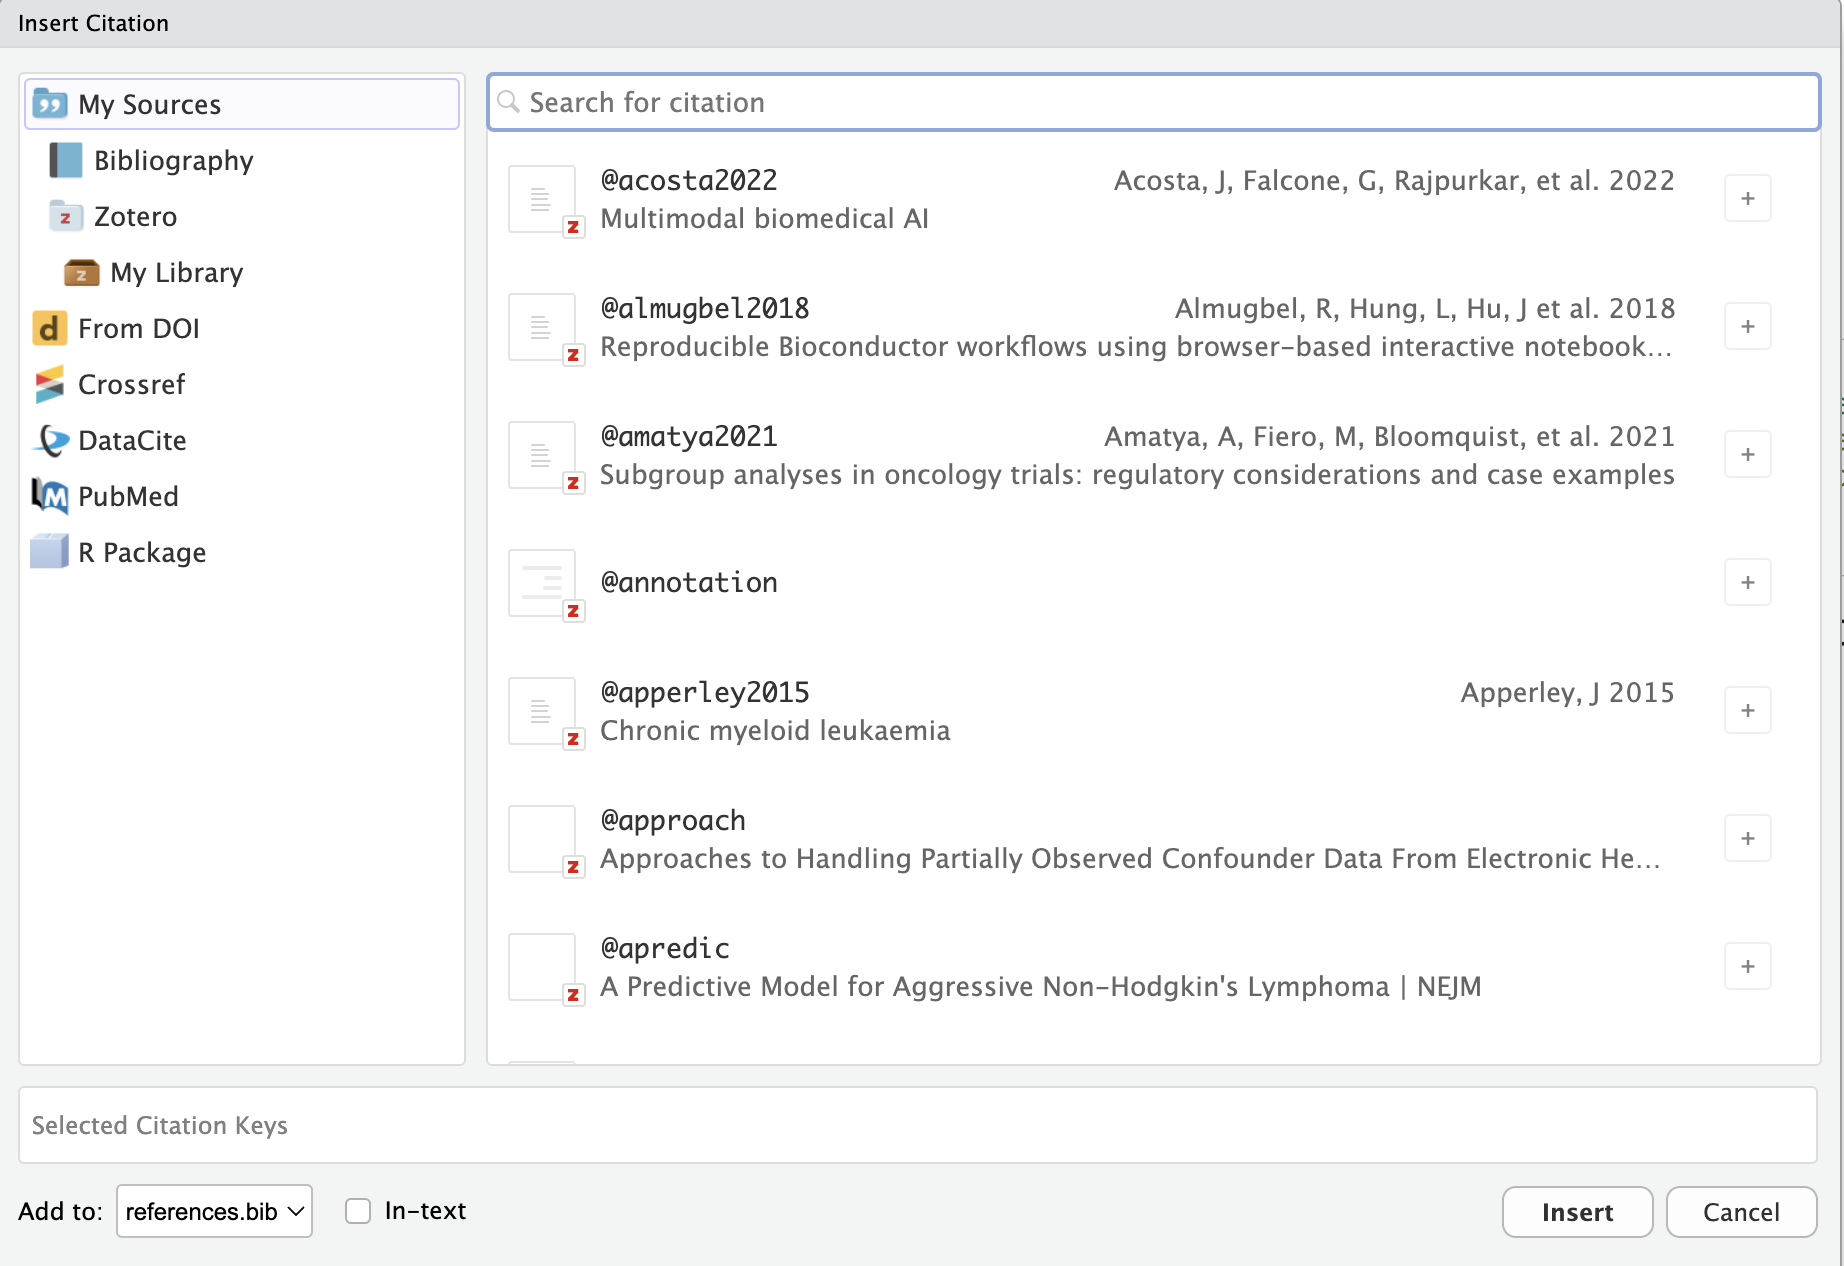 Insert Citation
My Sources
Bibliography
Zotero
My Library
From DOI
Crossref
DataCite
PubMed
R Package
Search for citation
@acosta2022 Acosta, J, Falcone, G, Rajpurkar, et al. 2022
Multimodal biomedical AI
@almugbel2018 Almugbel, R, Hung, L, Hu, J et al. 2018
Reproducible Bioconductor workflows using browser-based interactive notebook...
@amatya2021 Amatya, A, Fiero, M, Bloomquist, et al. 2021
Subgroup analyses in oncology trials: regulatory considerations and case examples
@annotation
@apperley2015 Apperley, J 2015
Chronic myeloid leukaemia
@approach
Approaches to Handling Partially Observed Confounder Data From Electronic He...
@apredic
A Predictive Model for Aggressive Non-Hodgkin's Lymphoma | NEJM
Selected Citation Keys
Add to: references.bib In-text
Insert Cancel